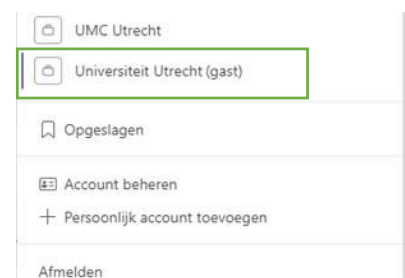 UMC Utrecht
Universiteit Utrecht (gast)
Opgeslagen
Account beheren
Persoonlijk account toevoegen
Afmelden